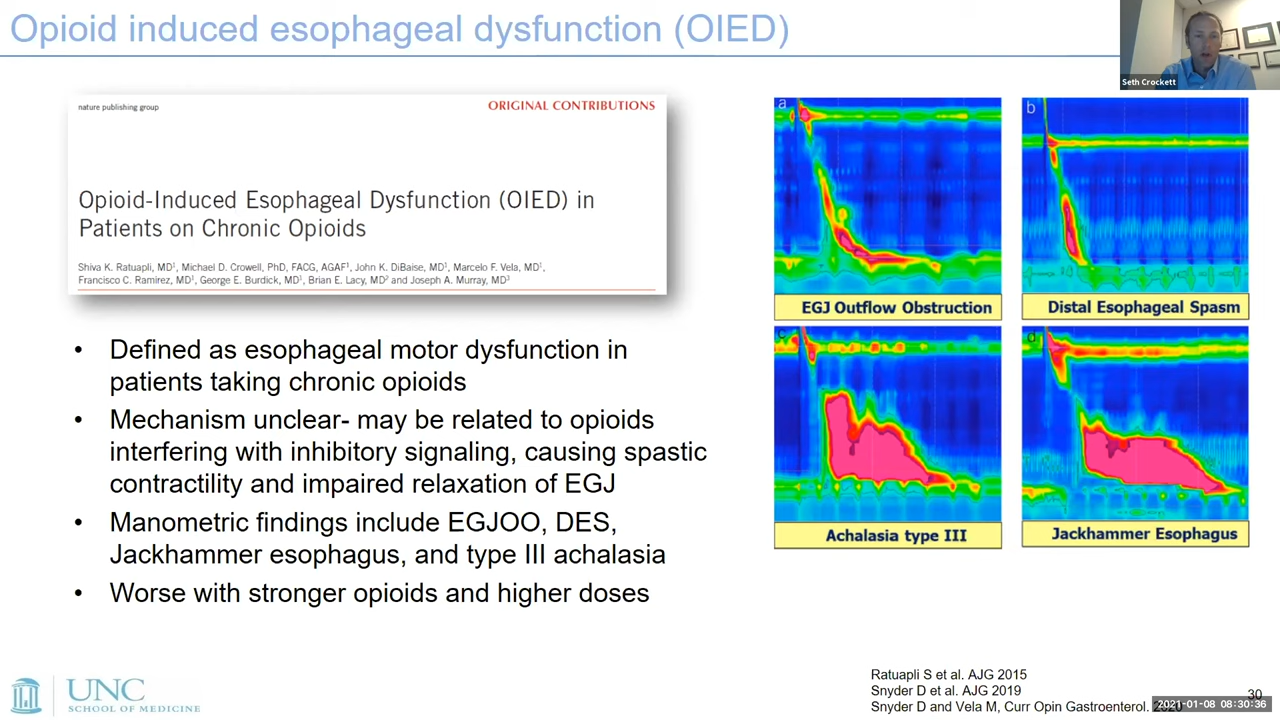 Opioid induced esophageal dysfunction (OIED)
Seth Crockett
nature publishing group
ORIGINAL CONTRIBUTIONS
Opioid-Induced Esophageal Dysfunction (OIED) in
Patients on Chronic Opioids
Shiva K. Ratuapli, MD¹, Michael D. Crowell, PhD, FACG, AGAF¹, John K. DiBaise, MD¹, Marcelo F. Vela, MD¹,
Francisco C. Ramirez, MD¹, George E. Burdick, MD¹, Brian E. Lacy, MD² and Joseph A. Murray, MD³
• Defined as esophageal motor dysfunction in
patients taking chronic opioids
• Mechanism unclear- may be related to opioids
interfering with inhibitory signaling, causing spastic
contractility and impaired relaxation of EGJ
• Manometric findings include EGJOO, DES,
Jackhammer esophagus, and type III achalasia
• Worse with stronger opioids and higher doses
a
b
EGJ Outflow Obstruction
Distal Esophageal Spasm
c
d
Achalasia type III
Jackhammer Esophagus
UNC
SCHOOL OF MEDICINE
Ratuapli S et al. AJG 2015
Snyder D et al. AJG 2019
Snyder D and Vela M, Curr Opin Gastroenterol.
30
2021-01-08 08:30:36